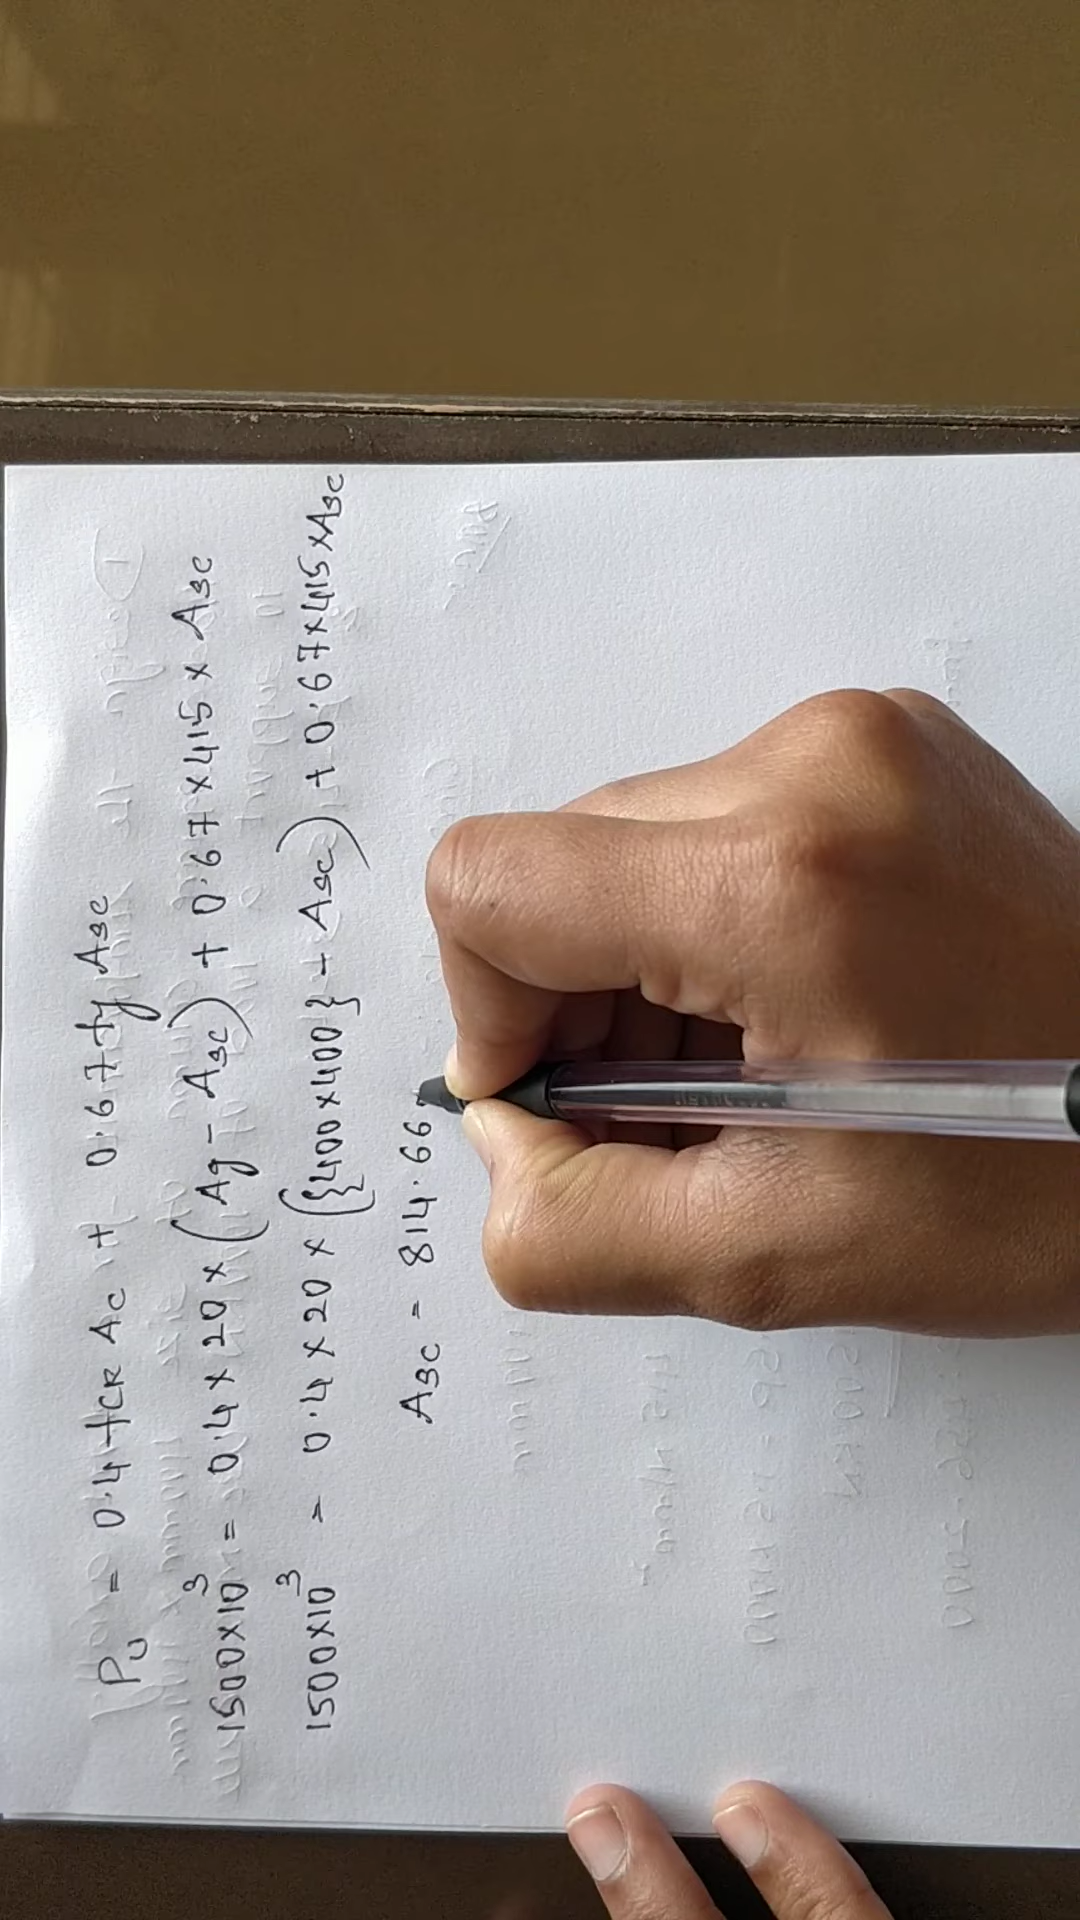 Pu = 0.4 fck Ac + 0.67 fy Asc
1500×10³ = 0.4 × 20 × (Ag - Asc) + 0.67 × 415 × Asc
1500×10³ = 0.4 × 20 × ({400×400} - Asc) + 0.67×415×Asc
Asc = 814.66